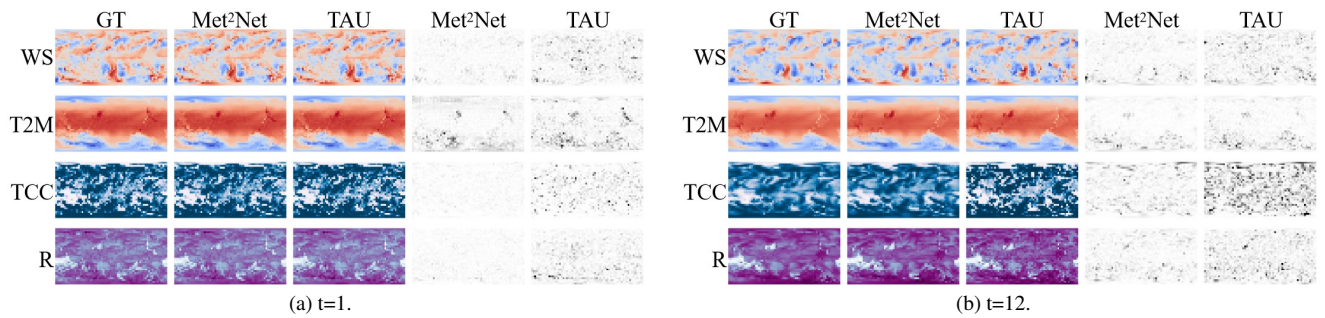 GT Met²Net TAU Met²Net TAU
WS
T2M
TCC
R
(a) t=1.
GT Met²Net TAU Met²Net TAU
WS
T2M
TCC
R
(b) t=12.